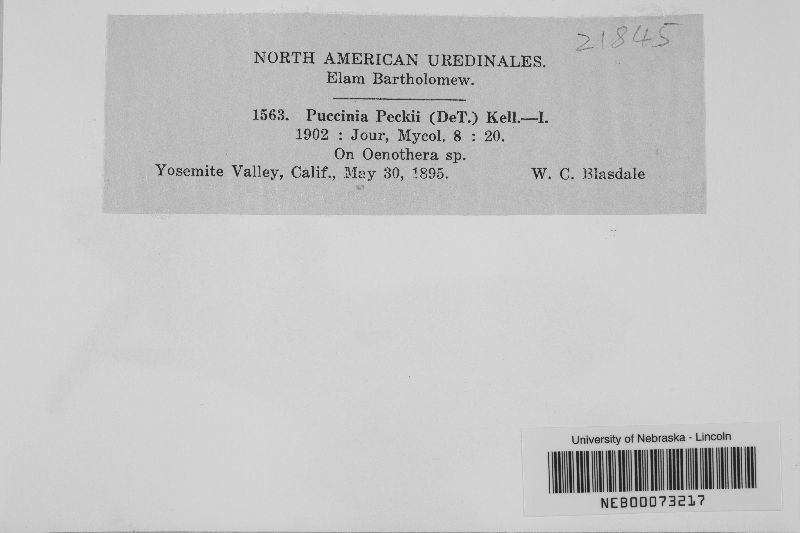 21845
NORTH AMERICAN UREDINALES.
Elam Bartholomew.
1563. Puccinia Peckii (DeT.) Kell.—I.
1902 : Jour, Mycol. 8 : 20.
On Oenothera sp.
Yosemite Valley, Calif., May 30, 1895. W. C. Blasdale
University of Nebraska - Lincoln
NEB00073217